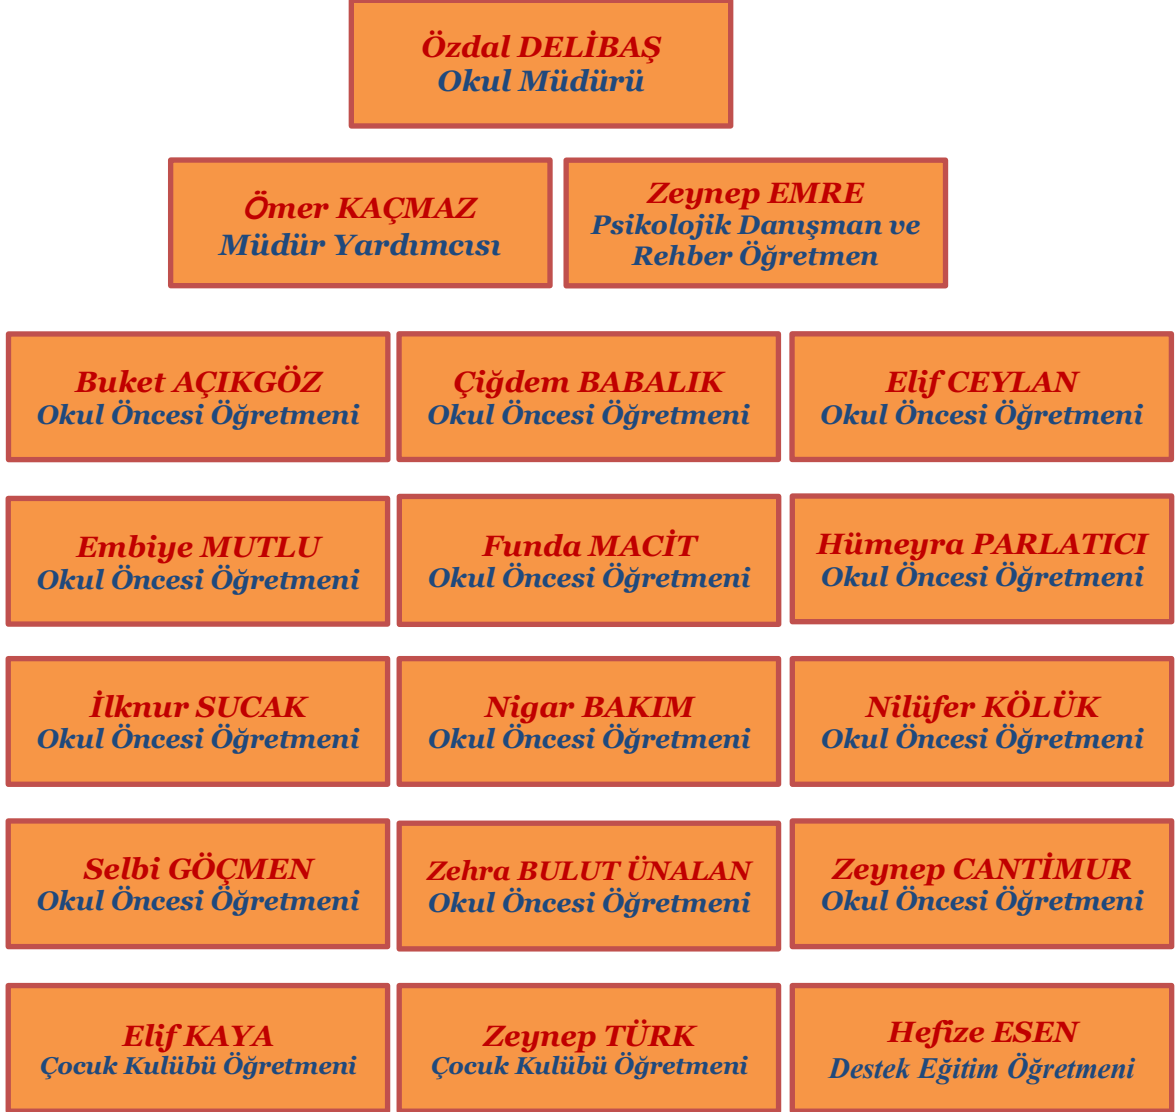 Özdal DELİBAŞ
Okul Müdürü
Ömer KAÇMAZ
Müdür Yardımcısı
Zeynep EMRE
Psikolojik Danışman ve
Rehber Öğretmen
Buket AÇIKGÖZ
Okul Öncesi Öğretmeni
Çiğdem BABALIK
Okul Öncesi Öğretmeni
Elif CEYLAN
Okul Öncesi Öğretmeni
Embiye MUTLU
Okul Öncesi Öğretmeni
Funda MACİT
Okul Öncesi Öğretmeni
Hümeyra PARLATICI
Okul Öncesi Öğretmeni
İlknur SUCAK
Okul Öncesi Öğretmeni
Nigar BAKIM
Okul Öncesi Öğretmeni
Nilüfer KÖLÜK
Okul Öncesi Öğretmeni
Selbi GÖÇMEN
Okul Öncesi Öğretmeni
Zehra BULUT ÜNALAN
Okul Öncesi Öğretmeni
Zeynep CANTİMUR
Okul Öncesi Öğretmeni
Elif KAYA
Çocuk Kulübü Öğretmeni
Zeynep TÜRK
Çocuk Kulübü Öğretmeni
Hefize ESEN
Destek Eğitim Öğretmeni